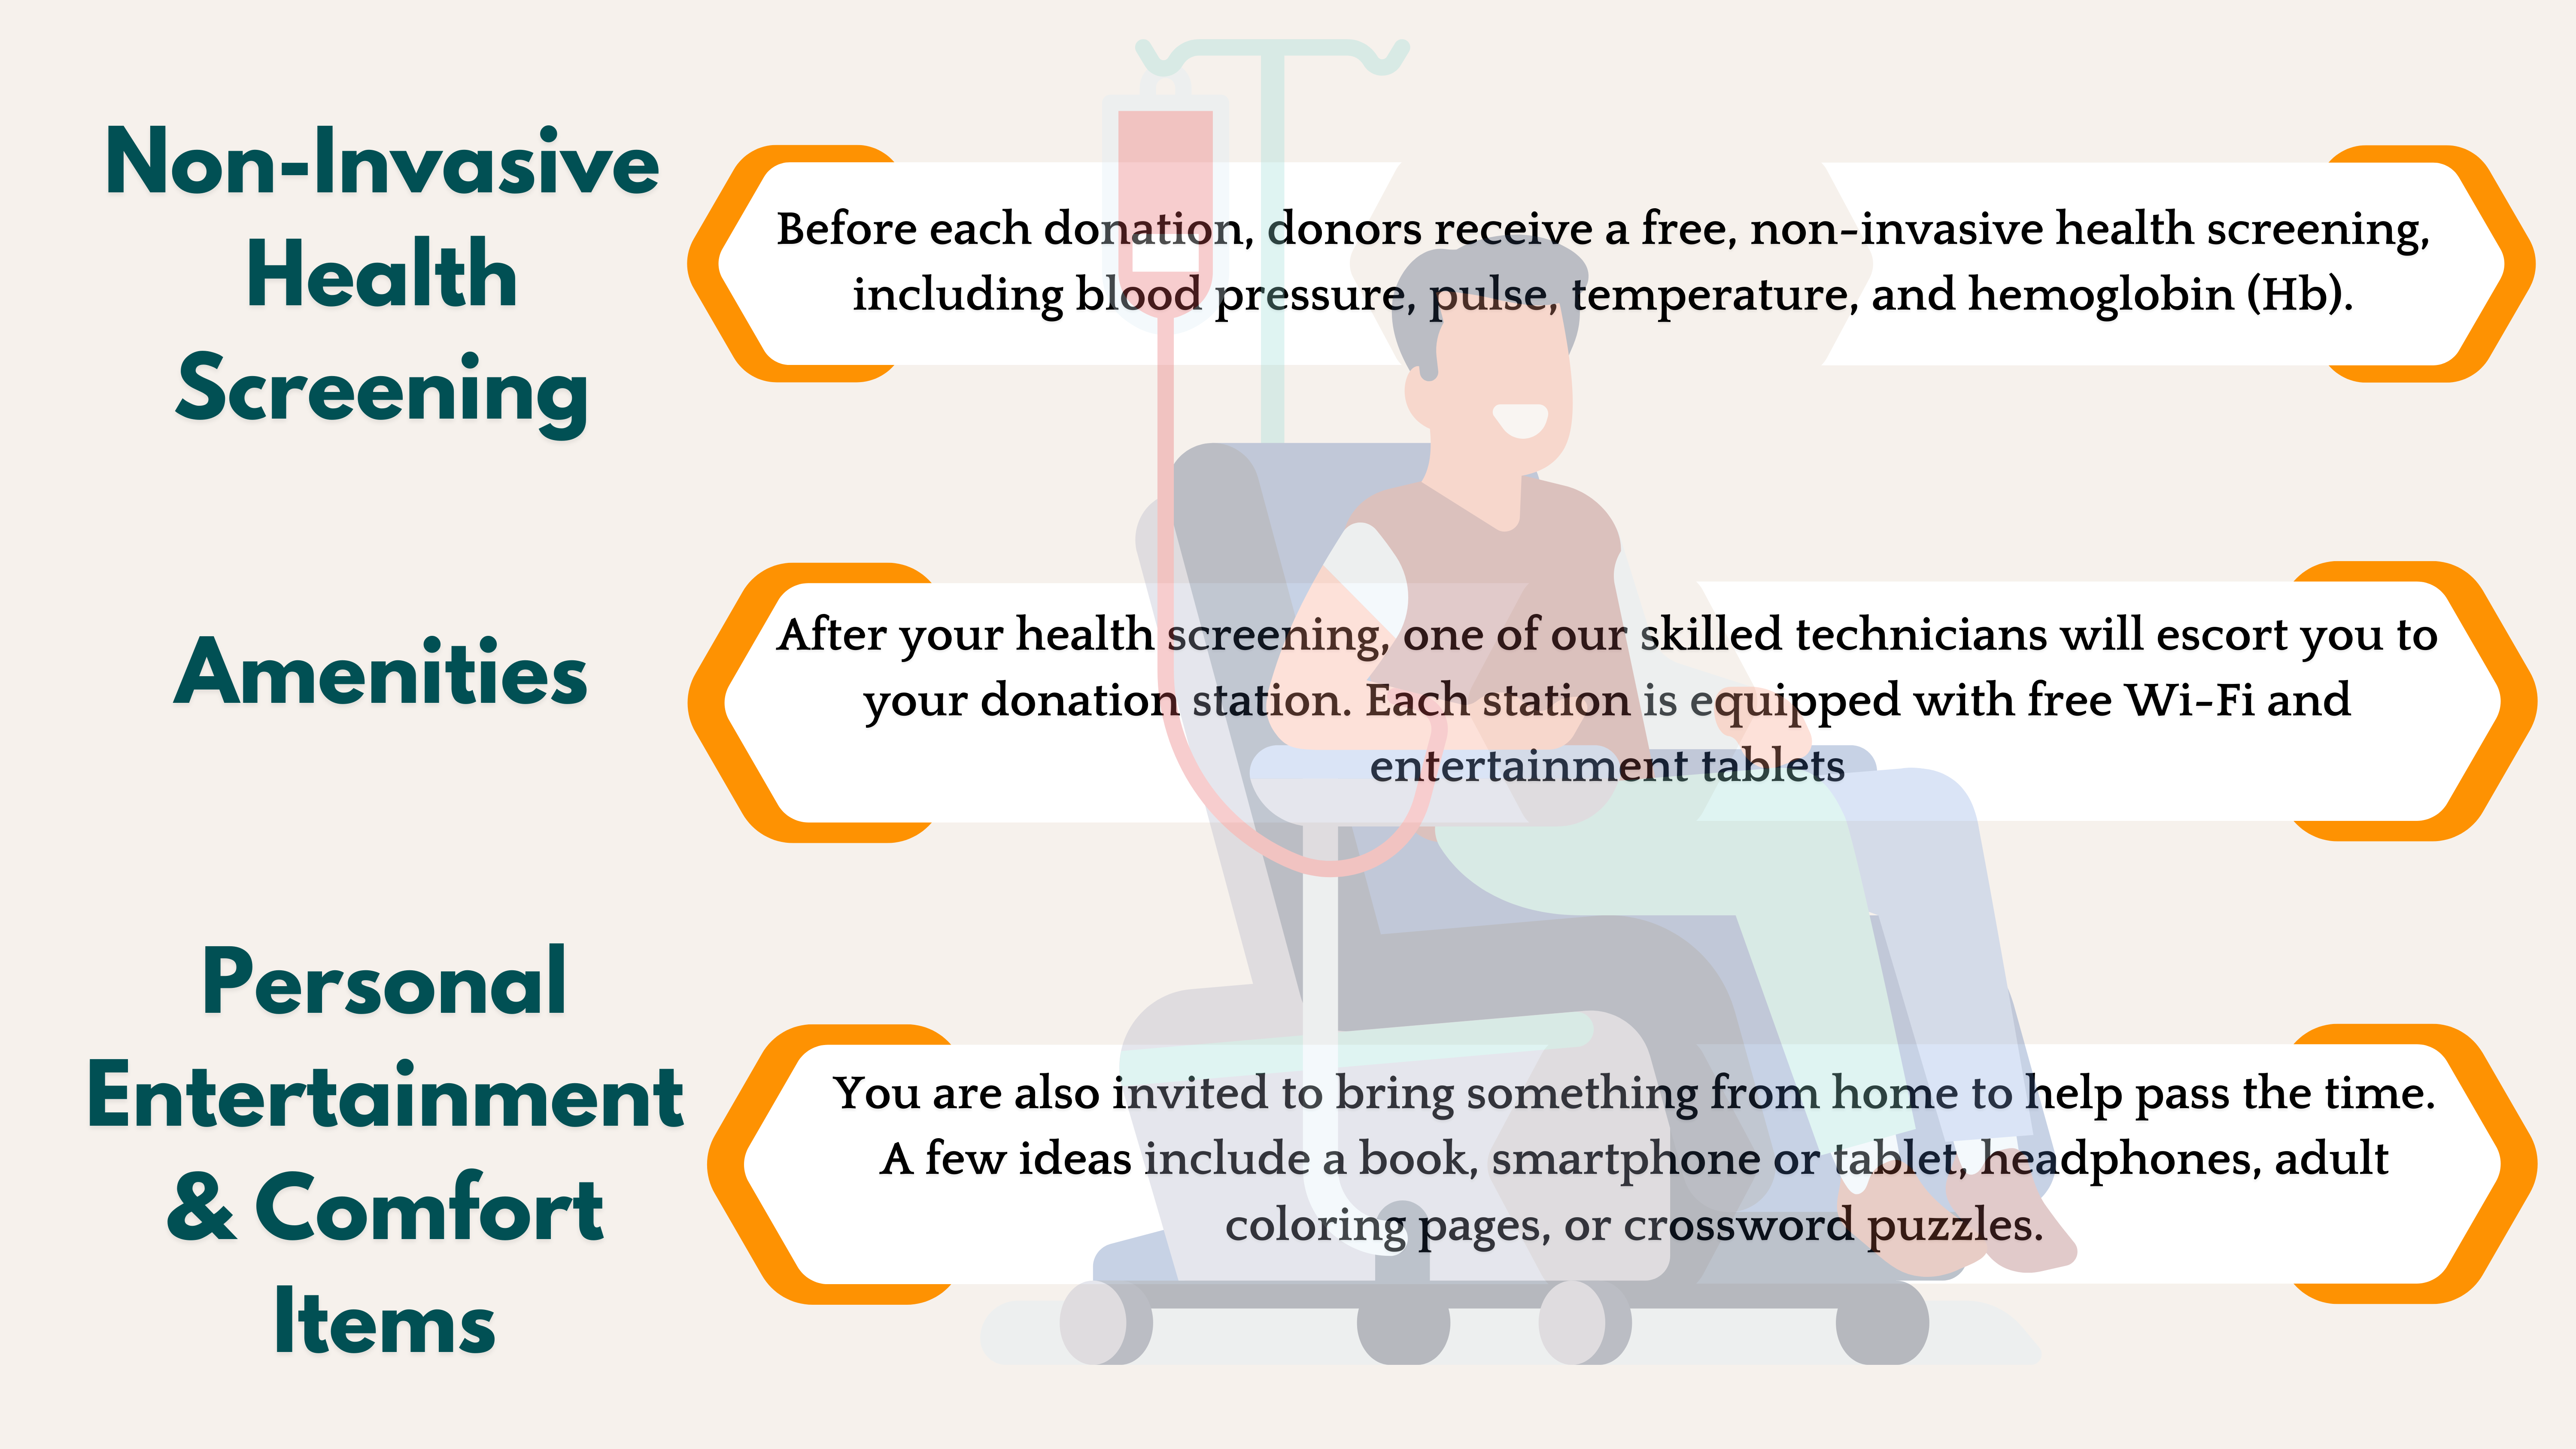 Non-Invasive
Health
Screening
Before each donation, donors receive a free, non-invasive health screening,
including blood pressure, pulse, temperature, and hemoglobin (Hb).
Amenities
After your health screening, one of our skilled technicians will escort you to
your donation station. Each station is equipped with free Wi-Fi and
entertainment tablets
Personal
Entertainment
& Comfort
Items
You are also invited to bring something from home to help pass the time.
A few ideas include a book, smartphone or tablet, headphones, adult
coloring pages, or crossword puzzles.